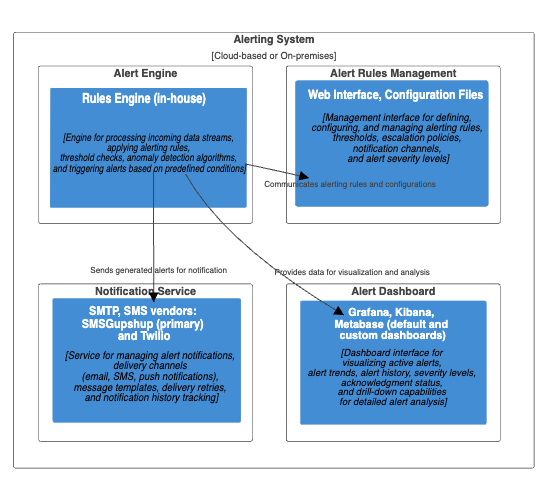 Alerting System
[Cloud-based or On-premises]
Alert Engine
Rules Engine (in-house)
[Engine for processing incoming data streams,
applying alerting rules,
threshold checks, anomaly detection algorithms,
and triggering alerts based on predefined conditions]
Alert Rules Management
Web Interface, Configuration Files
[Management interface for defining,
configuring, and managing alerting rules,
thresholds, escalation policies,
notification channels,
and alert severity levels]
Communicates alerting rules and configurations
Sends generated alerts for notification
Provides data for visualization and analysis
Notification Service
SMTP, SMS vendors:
SMSGupshup (primary)
and Twilio
[Service for managing alert notifications,
delivery channels
(email, SMS, push notifications),
message templates, delivery retries,
and notification history tracking]
Alert Dashboard
Grafana, Kibana,
Metabase (default and
custom dashboards)
[Dashboard interface for
visualizing active alerts,
alert trends, alert history, severity levels,
acknowledgment status,
and drill-down capabilities
for detailed alert analysis]